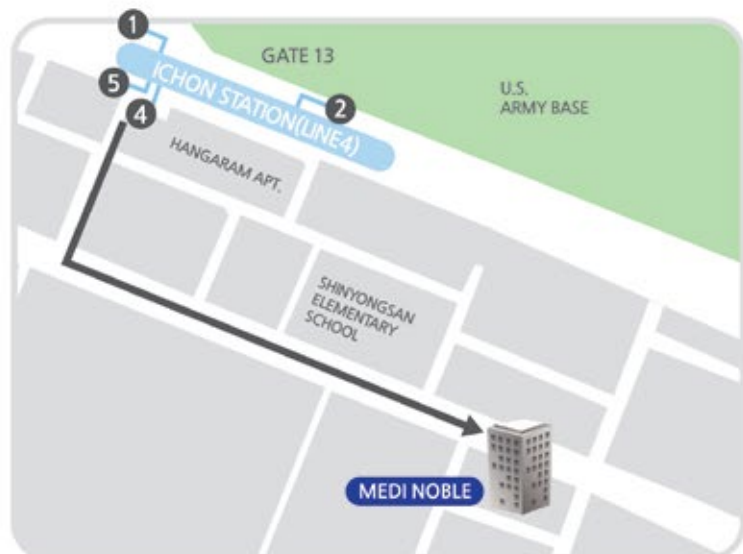 1
GATE 13
5
ICHON STATION(LINE4)
2
U.S.
ARMY BASE
4
HANGARAM APT.
SHINYONGSAN
ELEMENTARY
SCHOOL
MEDI NOBLE